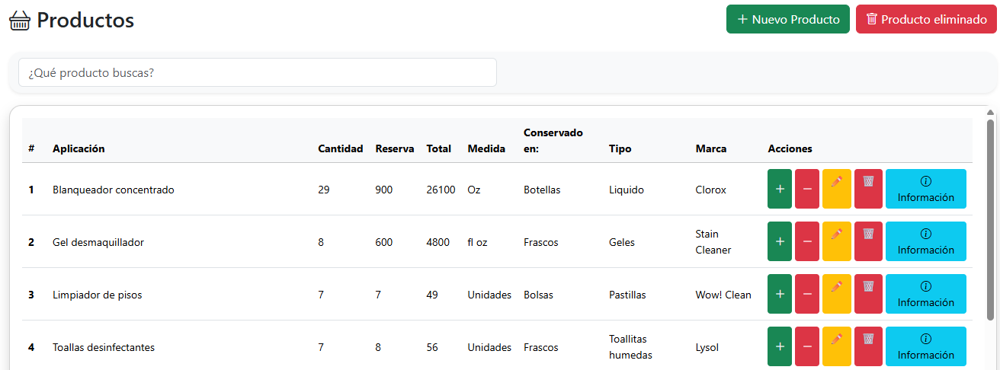 Productos
+ Nuevo Producto
Producto eliminado
¿Qué producto buscas?
# Aplicación Cantidad Reserva Total Medida Conservado en: Tipo Marca Acciones
1 Blanqueador concentrado 29 900 26100 Oz Botellas Liquido Clorox + − Información
2 Gel desmaquillador 8 600 4800 fl oz Frascos Geles Stain Cleaner + − Información
3 Limpiador de pisos 7 7 49 Unidades Bolsas Pastillas Wow! Clean + − Información
4 Toallas desinfectantes 7 8 56 Unidades Frascos Toallitas humedas Lysol + − Información